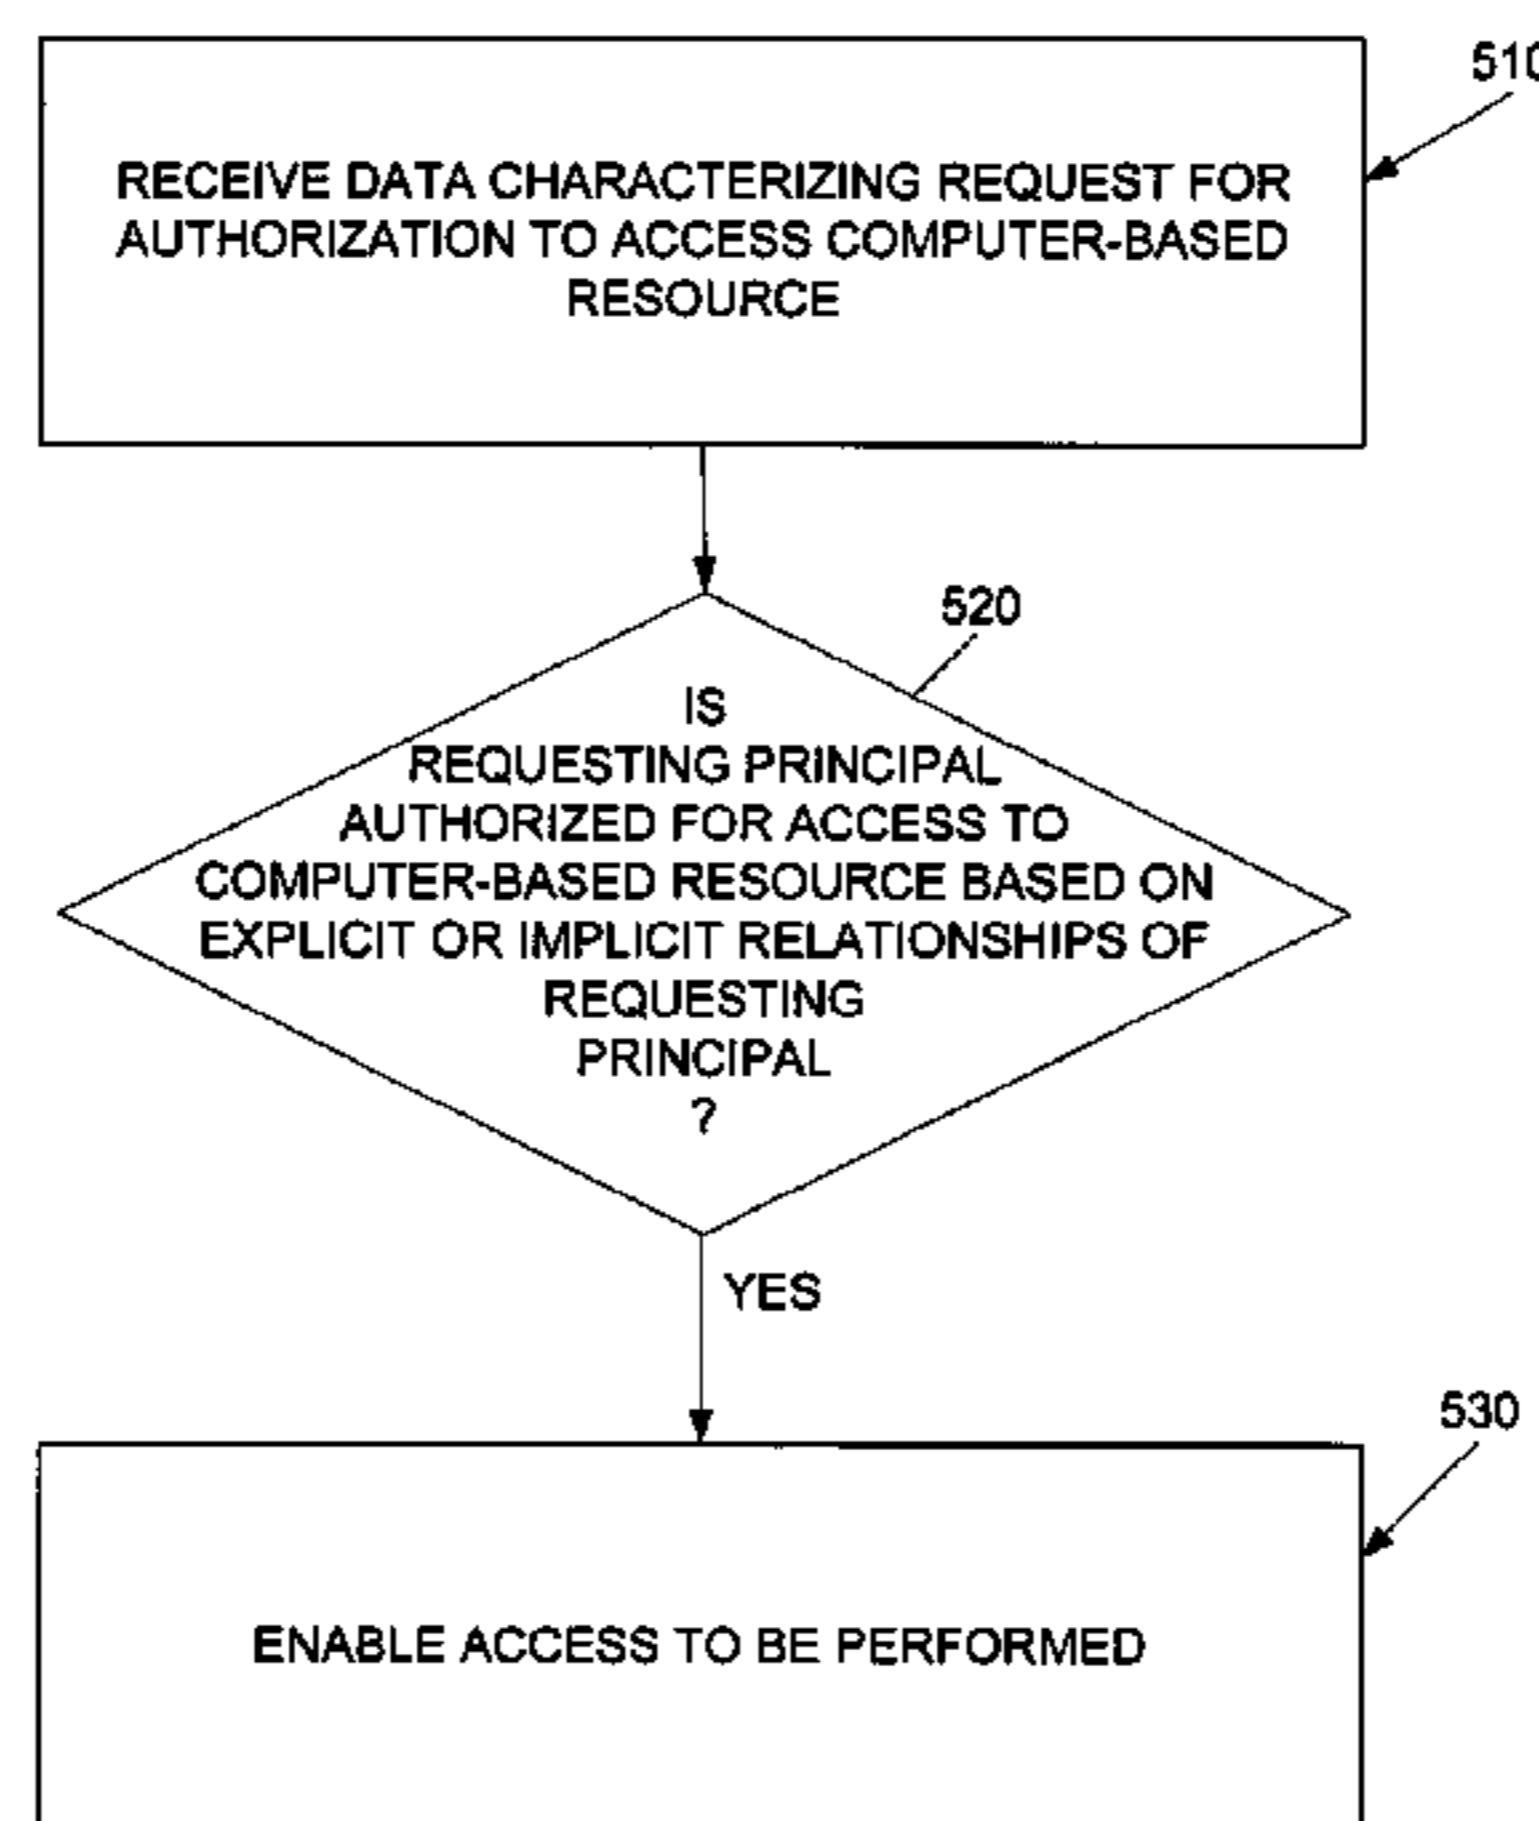 510
RECEIVE DATA CHARACTERIZING REQUEST FOR
AUTHORIZATION TO ACCESS COMPUTER-BASED
RESOURCE
520
IS
REQUESTING PRINCIPAL
AUTHORIZED FOR ACCESS TO
COMPUTER-BASED RESOURCE BASED ON
EXPLICIT OR IMPLICIT RELATIONSHIPS OF
REQUESTING
PRINCIPAL
?
YES
530
ENABLE ACCESS TO BE PERFORMED